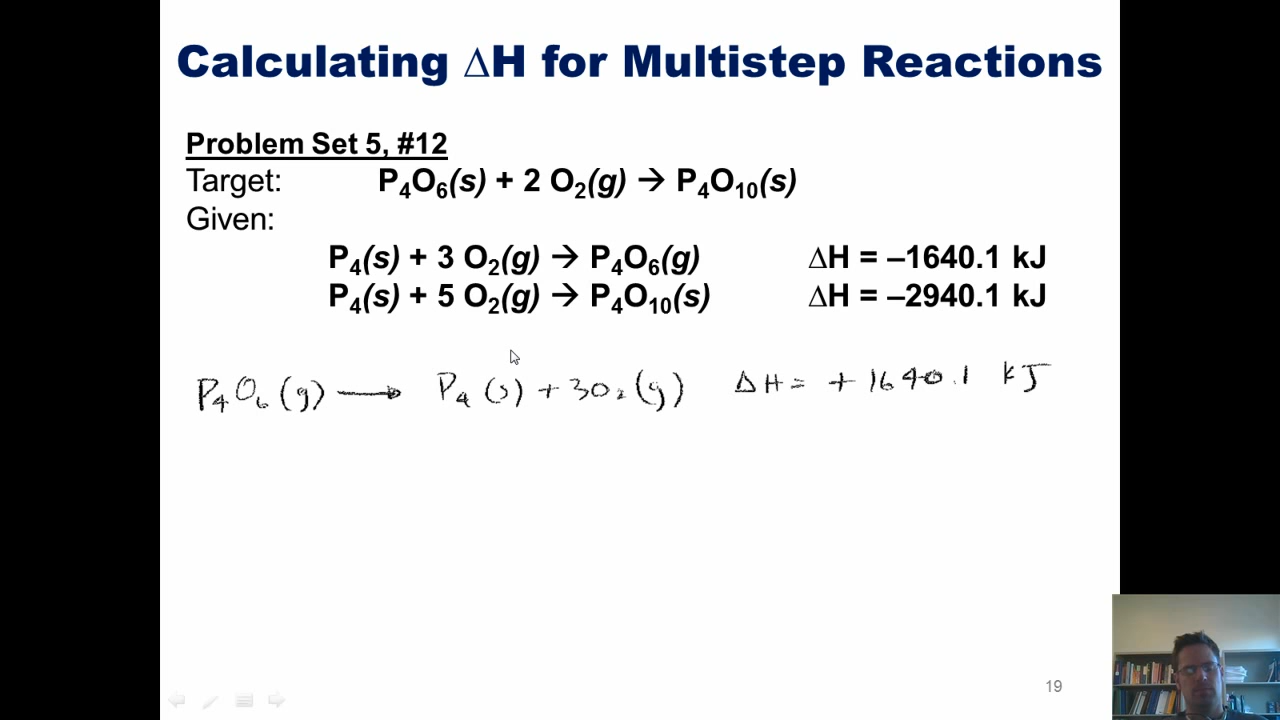 Calculating ΔH for Multistep Reactions
Problem Set 5, #12
Target: P₄O₆(s) + 2 O₂(g) → P₄O₁₀(s)
Given:
P₄(s) + 3 O₂(g) → P₄O₆(g) ΔH = –1640.1 kJ
P₄(s) + 5 O₂(g) → P₄O₁₀(s) ΔH = –2940.1 kJ
P₄O₆(g) → P₄(s) + 3O₂(g) ΔH = +1640.1 kJ
19